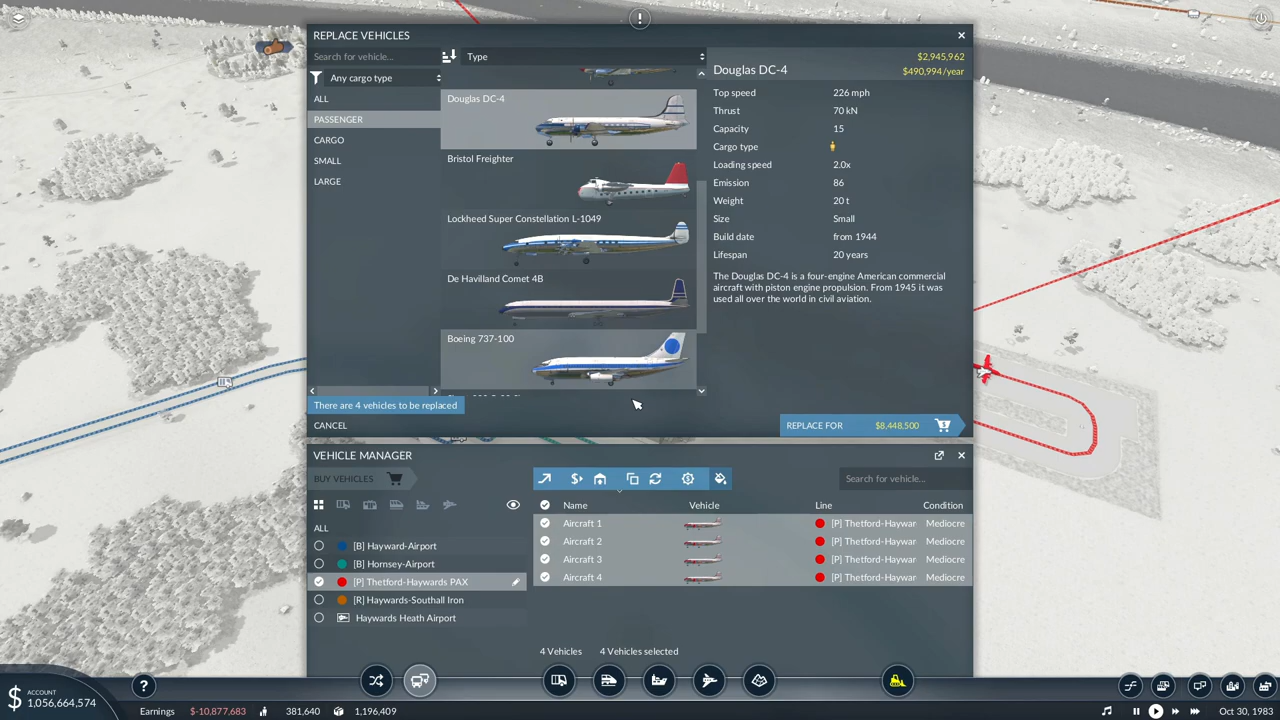 REPLACE VEHICLES
Search for vehicle...
Type
Any cargo type
ALL
PASSENGER
CARGO
SMALL
LARGE
Douglas DC-4
Bristol Freighter
Lockheed Super Constellation L-1049
De Havilland Comet 4B
Boeing 737-100
$2,945,962
Douglas DC-4
$490,994/year
Top speed 226 mph
Thrust 70 kN
Capacity 15
Cargo type
Loading speed 2.0x
Emission 86
Weight 20 t
Size Small
Build date from 1944
Lifespan 20 years
The Douglas DC-4 is a four-engine American commercial
aircraft with piston engine propulsion. From 1945 it was
used all over the world in civil aviation.
There are 4 vehicles to be replaced
CANCEL
REPLACE FOR $8,448,500
VEHICLE MANAGER
BUY VEHICLES
Search for vehicle...
ALL
[B] Hayward-Airport
[B] Hornsey-Airport
[P] Thetford-Haywards PAX
[R] Haywards-Southall Iron
Haywards Heath Airport
Name Vehicle Line Condition
Aircraft 1 [P] Thetford-Haywar Mediocre
Aircraft 2 [P] Thetford-Haywar Mediocre
Aircraft 3 [P] Thetford-Haywar Mediocre
Aircraft 4 [P] Thetford-Haywar Mediocre
4 Vehicles 4 Vehicles selected
$ ACCOUNT
1,056,664,574
?
Earnings $-10,877,683 381,640 1,196,409
Oct 30, 1983